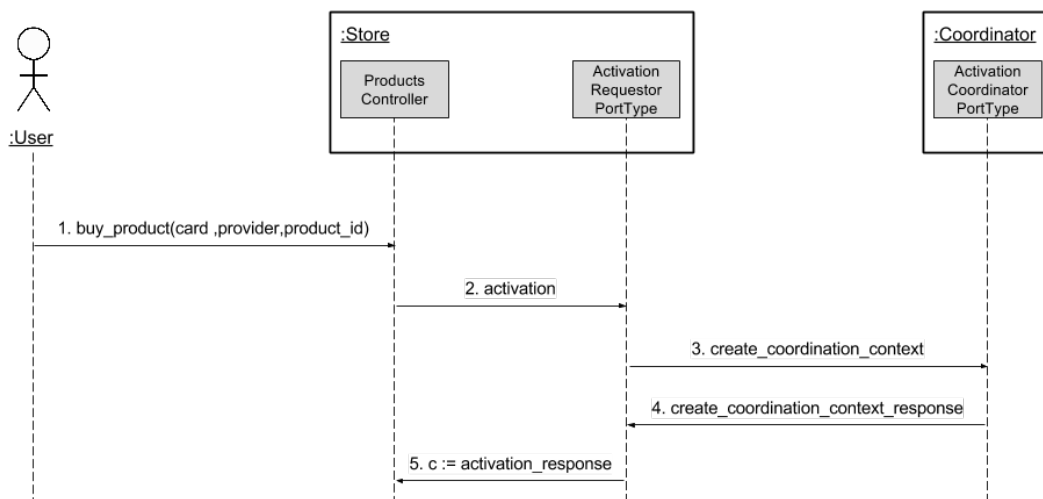 :User
:Store
Products
Controller
Activation
Requestor
PortType
:Coordinator
Activation
Coordinator
PortType
1. buy_product(card ,provider,product_id)
2. activation
3. create_coordination_context
4. create_coordination_context_response
5. c := activation_response